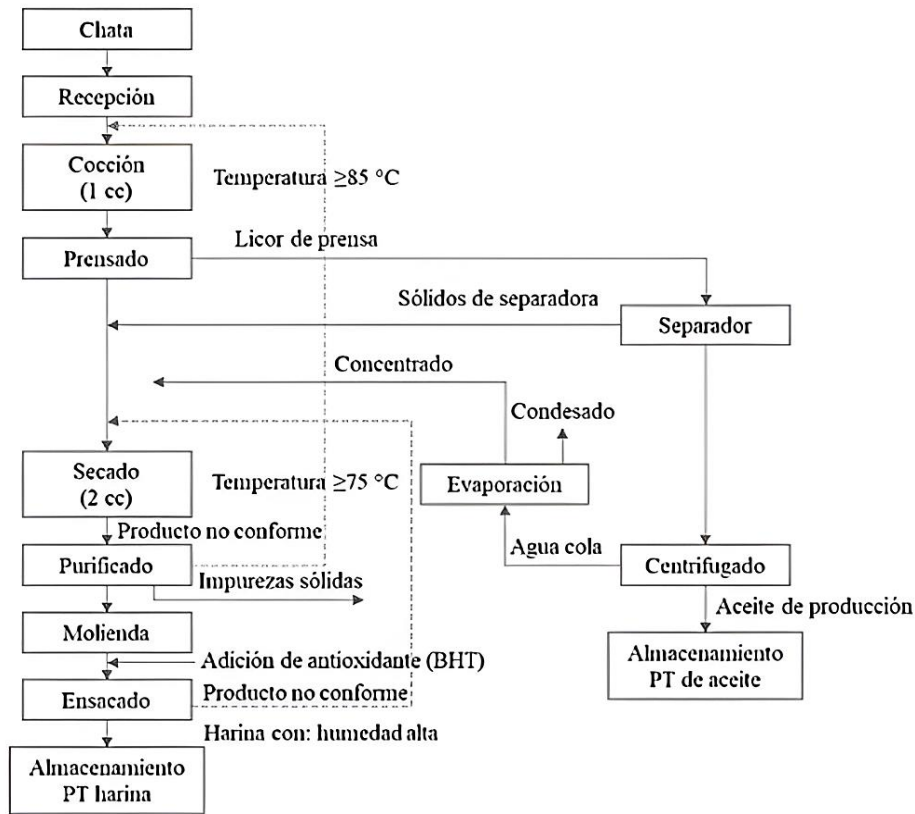 Chata
Recepción
Cocción
(1 cc)
Temperatura ≥85 °C
Prensado
Licor de prensa
Sólidos de separadora
Separador
Concentrado
Condesado
Secado
(2 cc)
Temperatura ≥75 °C
Evaporación
Producto no conforme
Agua cola
Purificado
Centrifugado
Impurezas sólidas
Aceite de producción
Molienda
Adición de antioxidante (BHT)
Almacenamiento
PT de aceite
Ensacado
Producto no conforme
Harina con: humedad alta
Almacenamiento
PT harina